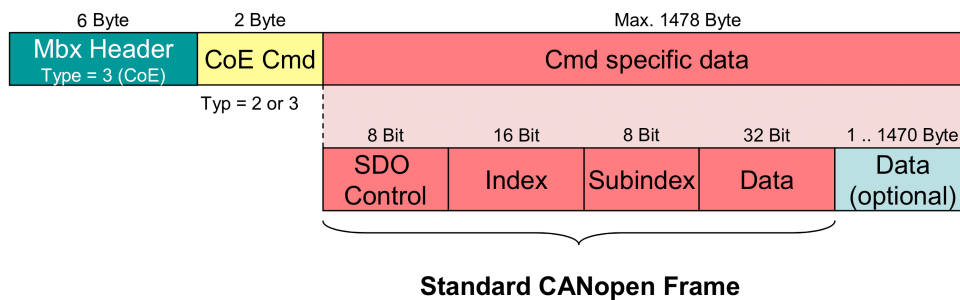 6 Byte 2 Byte Max. 1478 Byte
Mbx Header CoE Cmd Cmd specific data
Type = 3 (CoE)
Typ = 2 or 3
8 Bit 16 Bit 8 Bit 32 Bit 1 .. 1470 Byte
SDO Control Index Subindex Data Data (optional)
Standard CANopen Frame